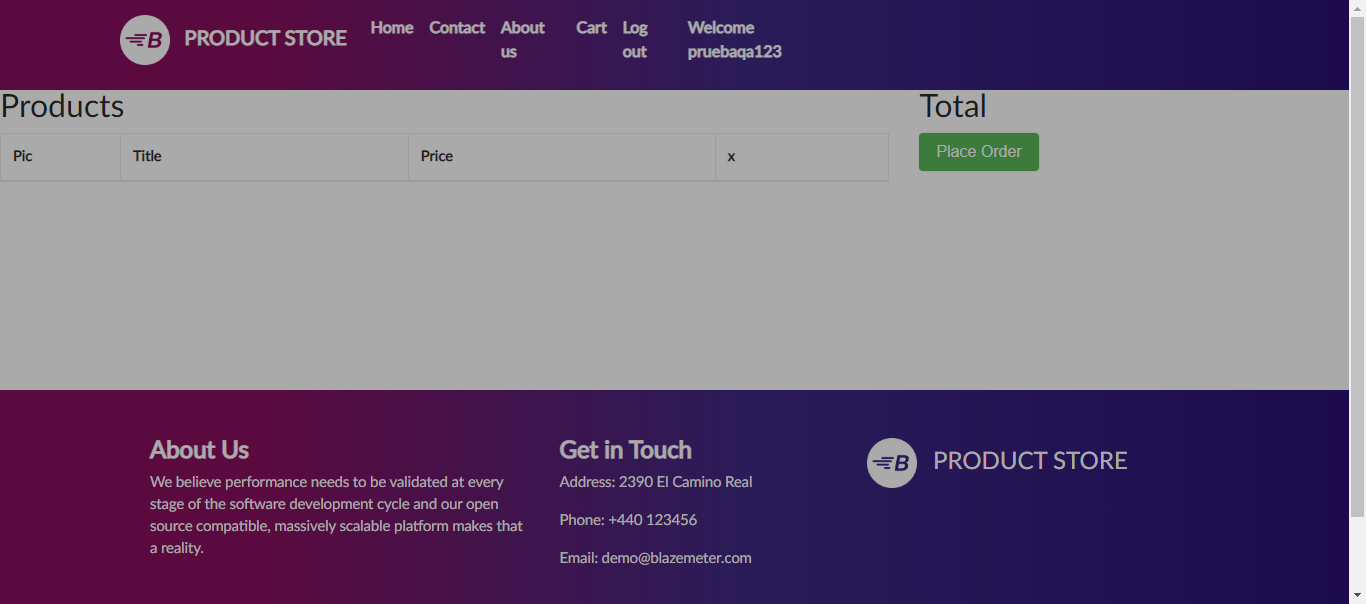 B PRODUCT STORE Home Contact About us Cart Log out Welcome pruebaqa123
Products
Total
Pic Title Price x
Place Order
About Us
We believe performance needs to be validated at every
stage of the software development cycle and our open
source compatible, massively scalable platform makes that
a reality.
Get in Touch
Address: 2390 El Camino Real
Phone: +440 123456
Email: demo@blazemeter.com
B PRODUCT STORE